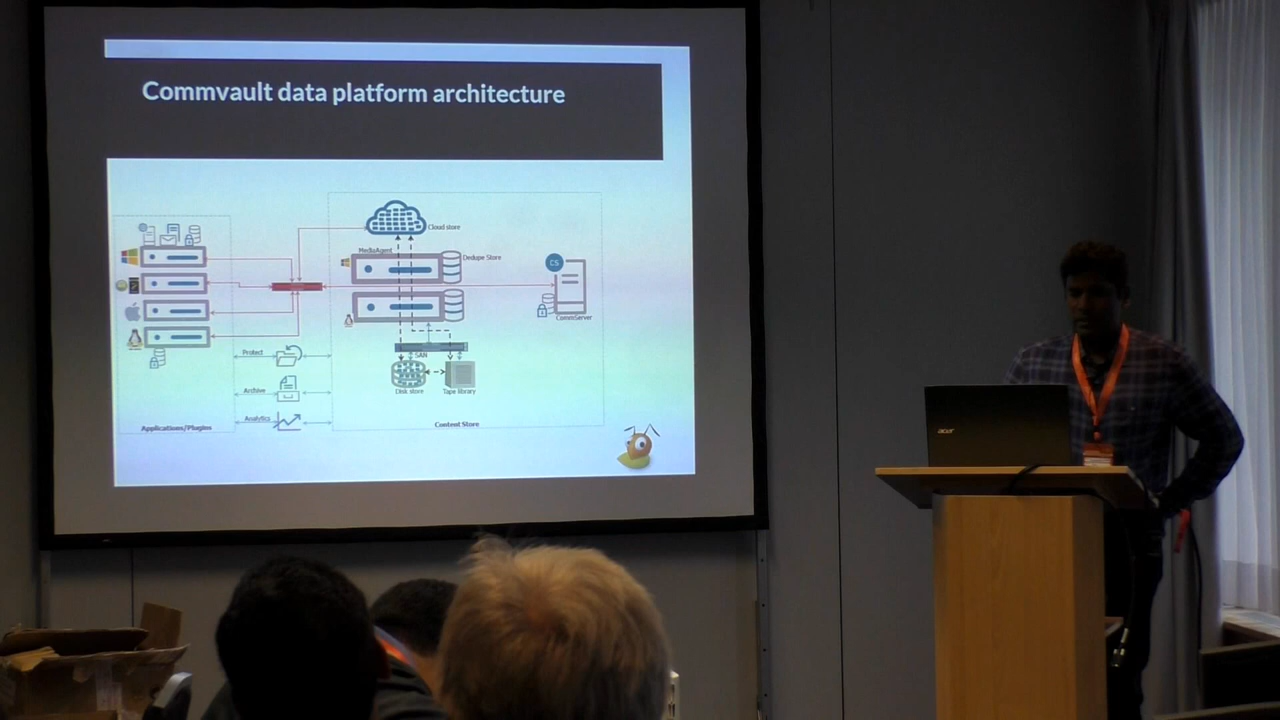 Commvault data platform architecture
Cloud store
MediaAgent
Dedupe Store
CS
CommServer
SAN
Protect
Disk store
Tape library
Archive
Analytics
Applications/Plugins
Content Store
acer